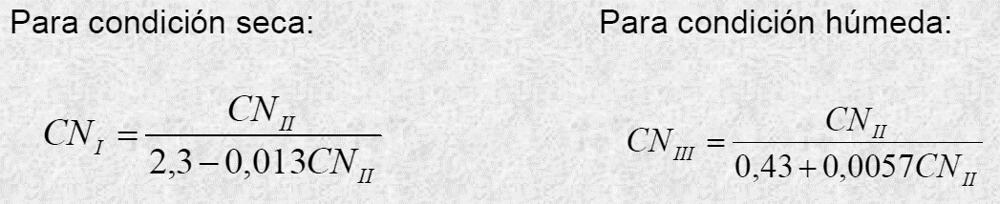 Para condición seca:
Para condición húmeda:
CN_I = CN_II / (2,3 − 0,013CN_II)
CN_III = CN_II / (0,43 + 0,0057CN_II)